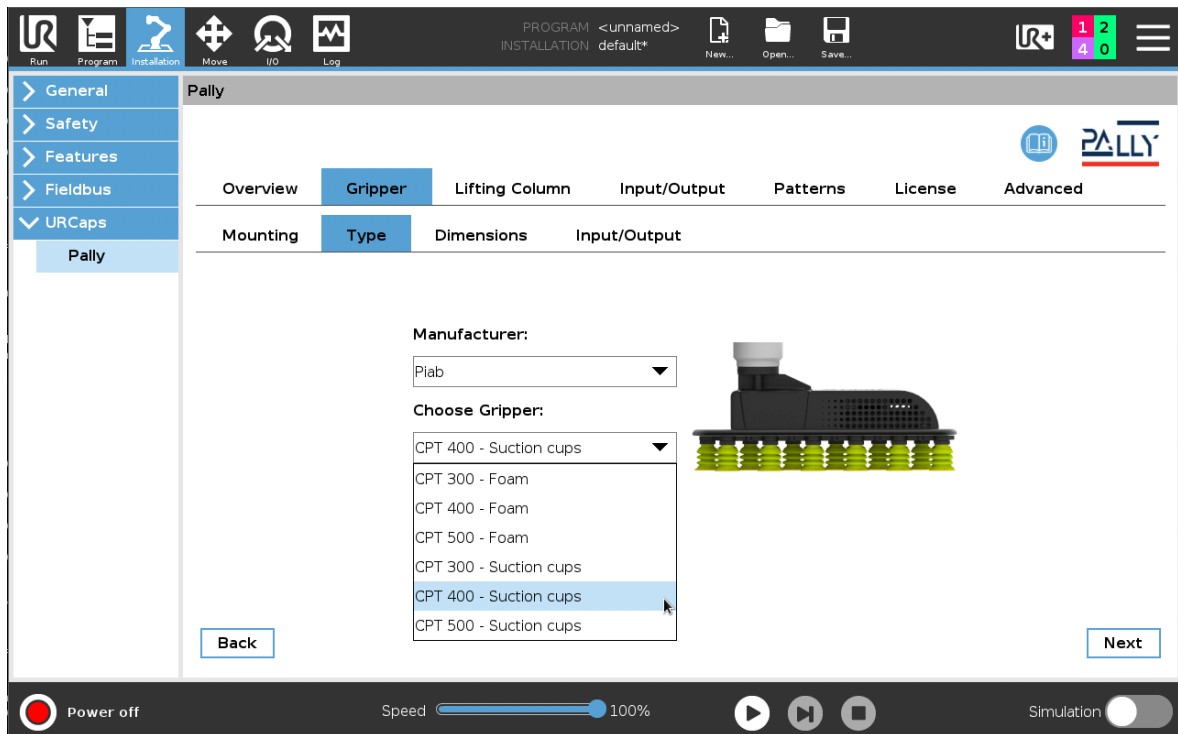 PROGRAM <unnamed>
INSTALLATION default*
Run Program Installation Move I/O Log New... Open... Save...
UR UR+ 1 2
4 0
General
Safety
Features
Fieldbus
URCaps
Pally
Pally
PALLY
Overview Gripper Lifting Column Input/Output Patterns License Advanced
Mounting Type Dimensions Input/Output
Manufacturer:
Piab
Choose Gripper:
CPT 400 - Suction cups
CPT 300 - Foam
CPT 400 - Foam
CPT 500 - Foam
CPT 300 - Suction cups
CPT 400 - Suction cups
CPT 500 - Suction cups
Back Next
Power off Speed 100% Simulation